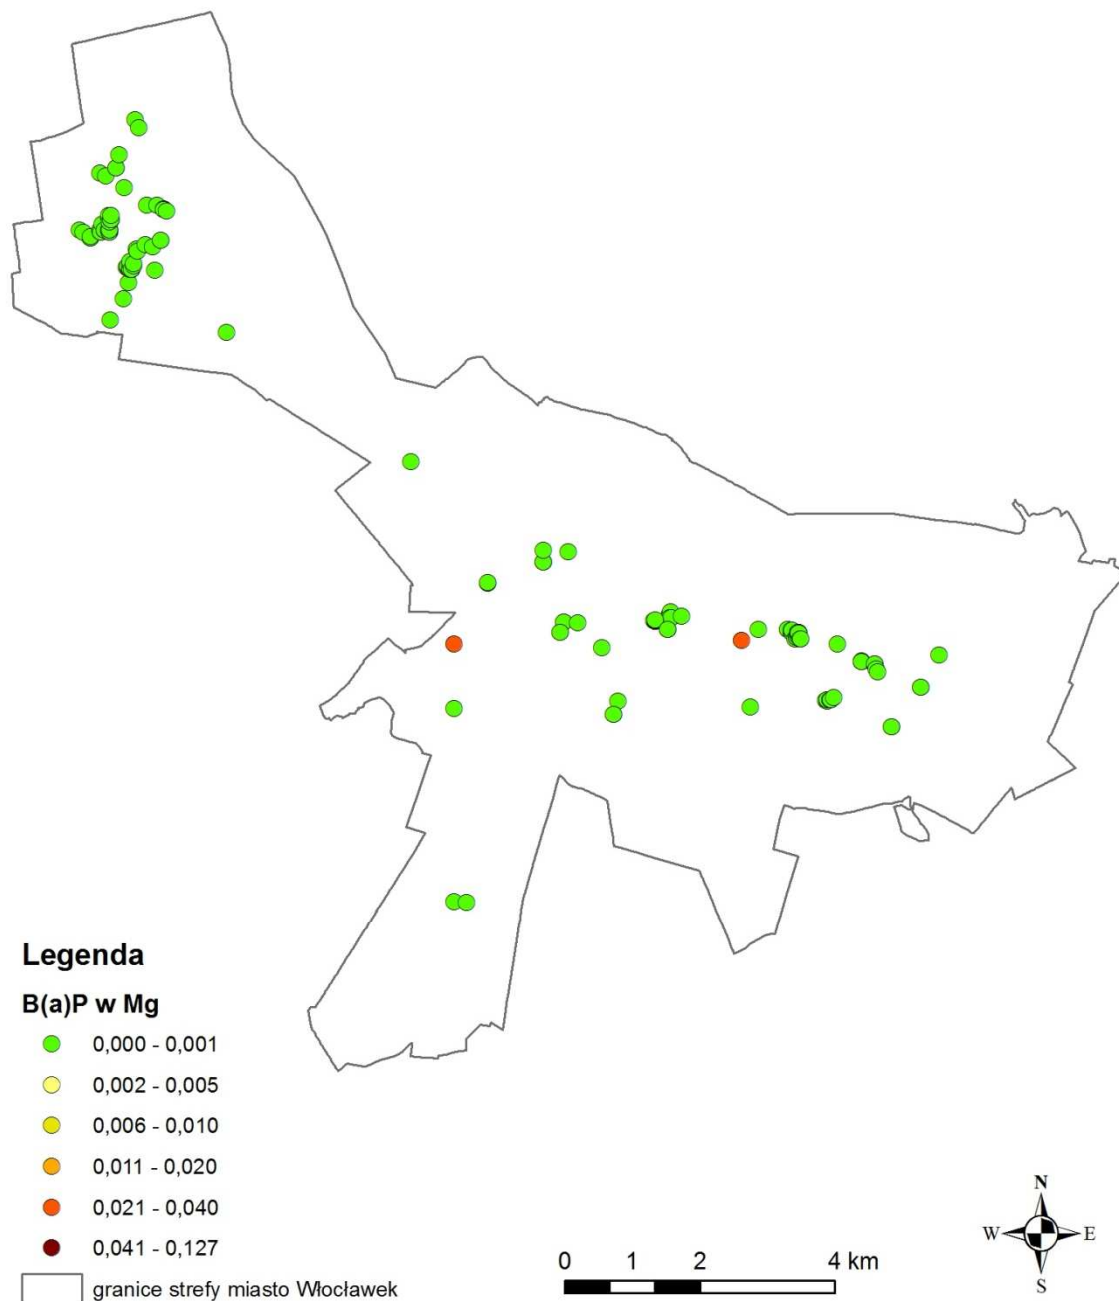 Legenda
B(a)P w Mg
0,000 - 0,001
0,002 - 0,005
0,006 - 0,010
0,011 - 0,020
0,021 - 0,040
0,041 - 0,127
granice strefy miasto Włocławek
0 1 2 4 km
N
W E
S